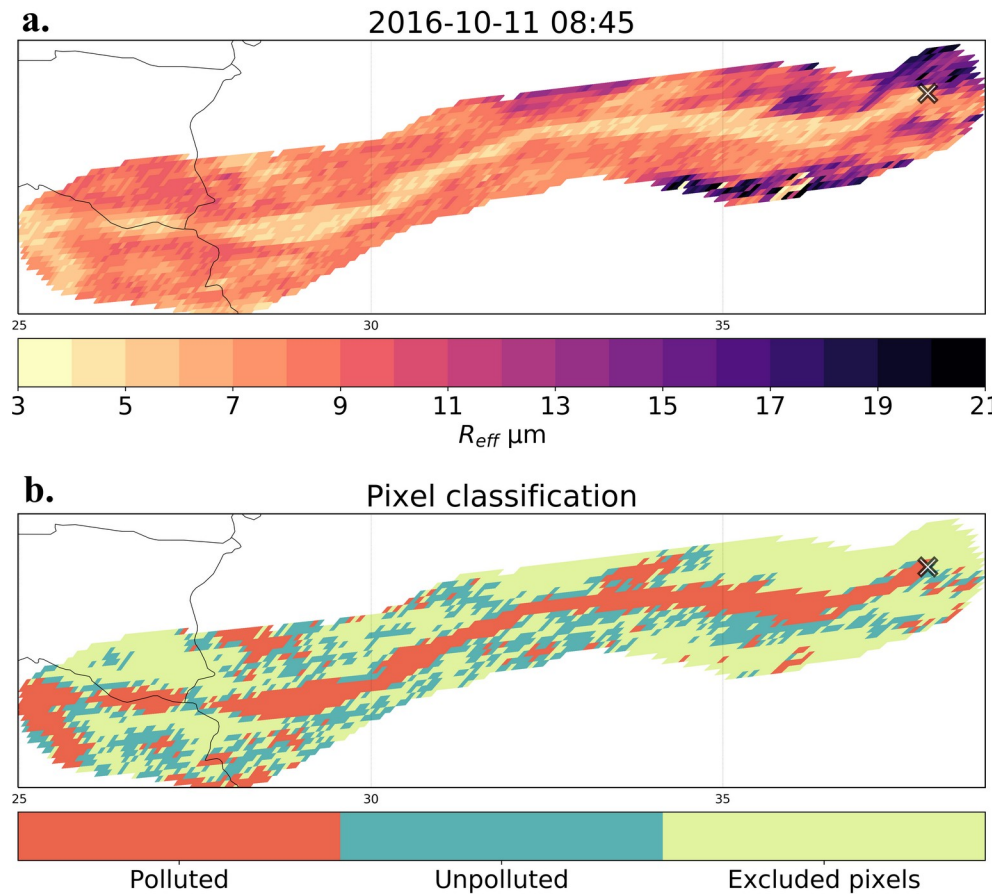 a.
2016-10-11 08:45
25 30 35
3 5 7 9 11 13 15 17 19 21
R_eff μm
b.
Pixel classification
25 30 35
Polluted Unpolluted Excluded pixels